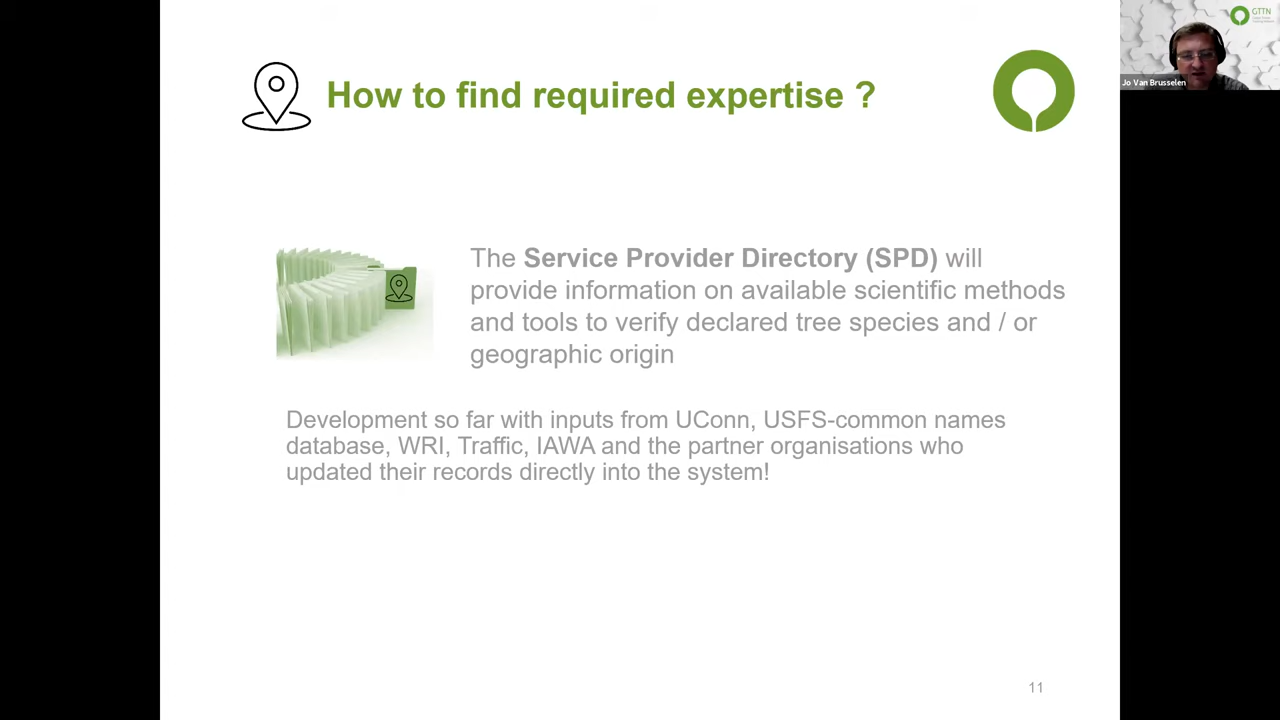 How to find required expertise ?
GTTN
Jo Van Brusselen
The Service Provider Directory (SPD) will
provide information on available scientific methods
and tools to verify declared tree species and / or
geographic origin
Development so far with inputs from UConn, USFS-common names
database, WRI, Traffic, IAWA and the partner organisations who
updated their records directly into the system!
11